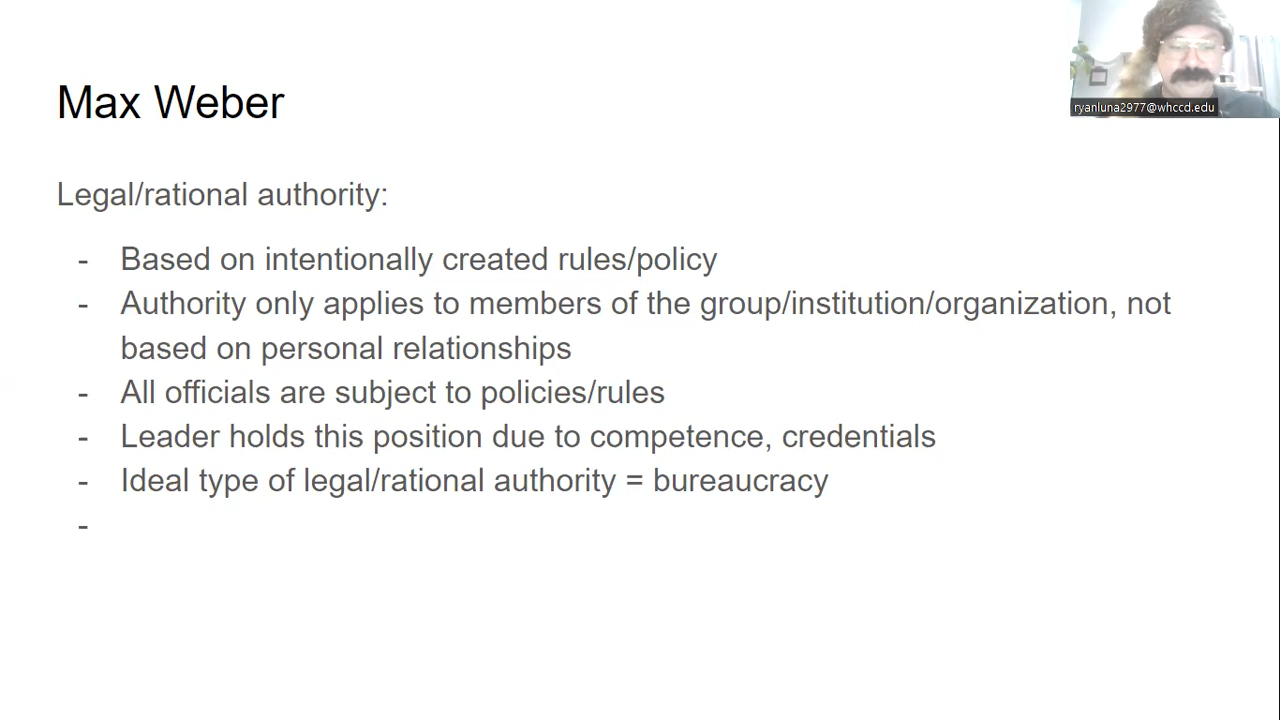 Max Weber
ryanluna2977@whccd.edu
Legal/rational authority:
- Based on intentionally created rules/policy
- Authority only applies to members of the group/institution/organization, not
based on personal relationships
- All officials are subject to policies/rules
- Leader holds this position due to competence, credentials
- Ideal type of legal/rational authority = bureaucracy
-